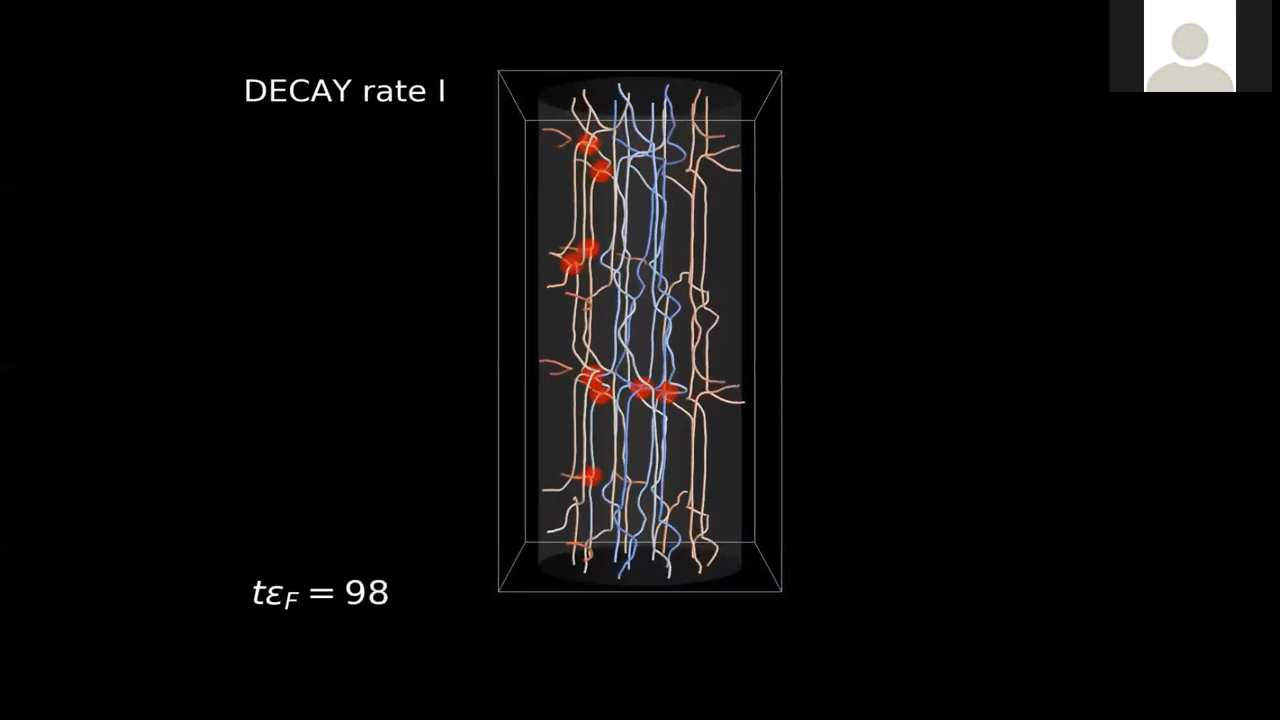 DECAY rate I
tε_F = 98